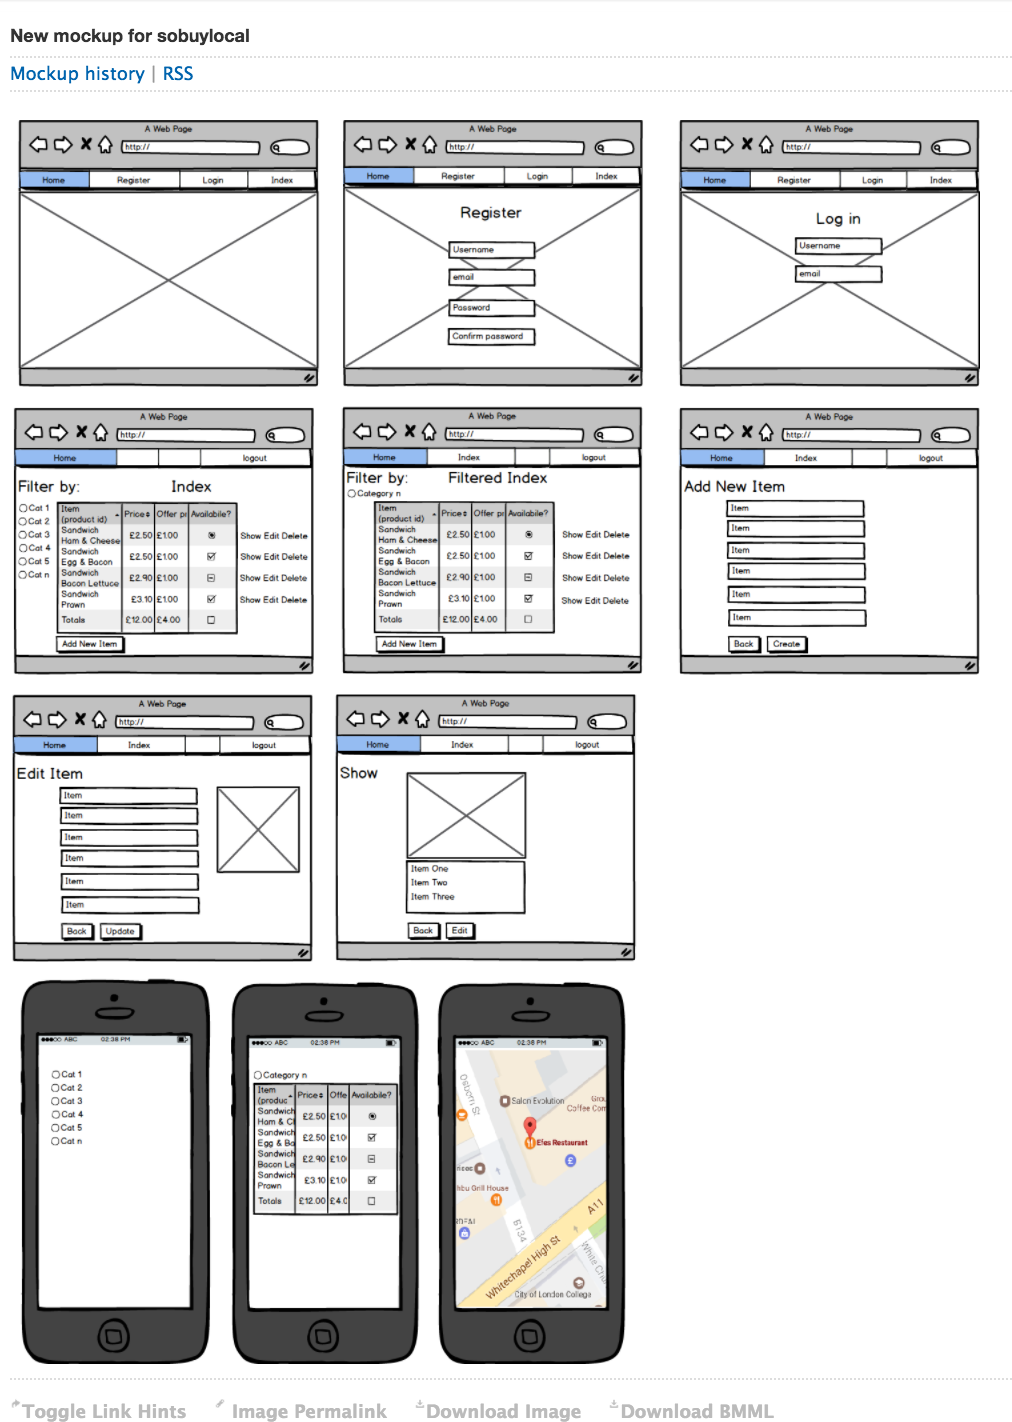 New mockup for sobuylocal
Mockup history | RSS
A Web Page
http://
Home Register Login Index
A Web Page
http://
Home Register Login Index
Register
Username
email
Password
Confirm password
A Web Page
http://
Home Register Login Index
Log in
Username
email
A Web Page
http://
Home logout
Filter by: Index
Cat 1
Cat 2
Cat 3
Cat 4
Cat 5
Cat n
Item (product id) Price Offer pr Availabile?
Sandwich Ham & Cheese £2.50 £1.00 Show Edit Delete
Sandwich Egg & Bacon £2.50 £1.00 Show Edit Delete
Sandwich Bacon Lettuce £2.90 £1.00 Show Edit Delete
Sandwich Prawn £3.10 £1.00 Show Edit Delete
Totals £12.00 £4.00
Add New Item
A Web Page
http://
Home Index logout
Filter by: Filtered Index
Category n
Item (product id) Price Offer pr Availabile?
Sandwich Ham & Cheese £2.50 £1.00 Show Edit Delete
Sandwich Egg & Bacon £2.50 £1.00 Show Edit Delete
Sandwich Bacon Lettuce £2.90 £1.00 Show Edit Delete
Sandwich Prawn £3.10 £1.00 Show Edit Delete
Totals £12.00 £4.00
Add New Item
A Web Page
http://
Home Index logout
Add New Item
Item
Item
Item
Item
Item
Item
Back Create
A Web Page
http://
Home Index logout
Edit Item
Item
Item
Item
Item
Item
Item
Back Update
A Web Page
http://
Home Index logout
Show
Item One
Item Two
Item Three
Back Edit
ABC 02:38 PM
Cat 1
Cat 2
Cat 3
Cat 4
Cat 5
Cat n
ABC 02:38 PM
Category n
Item (produc Price Offe Availabile?
Sandwich Ham & Cl £2.50 £1.0
Sandwich Egg & Ba £2.50 £1.0
Sandwich Bacon Le £2.90 £1.0
Sandwich Prawn £3.10 £1.0
Totals £12.00 £4.0
ABC 02:38 PM
Osborn St
Salon Evolution
Coffee Com
Efes Restaurant
hbu Grill House
B134
A11
Whitechapel High St
White Cha
City of London College
Toggle Link Hints Image Permalink Download Image Download BMML